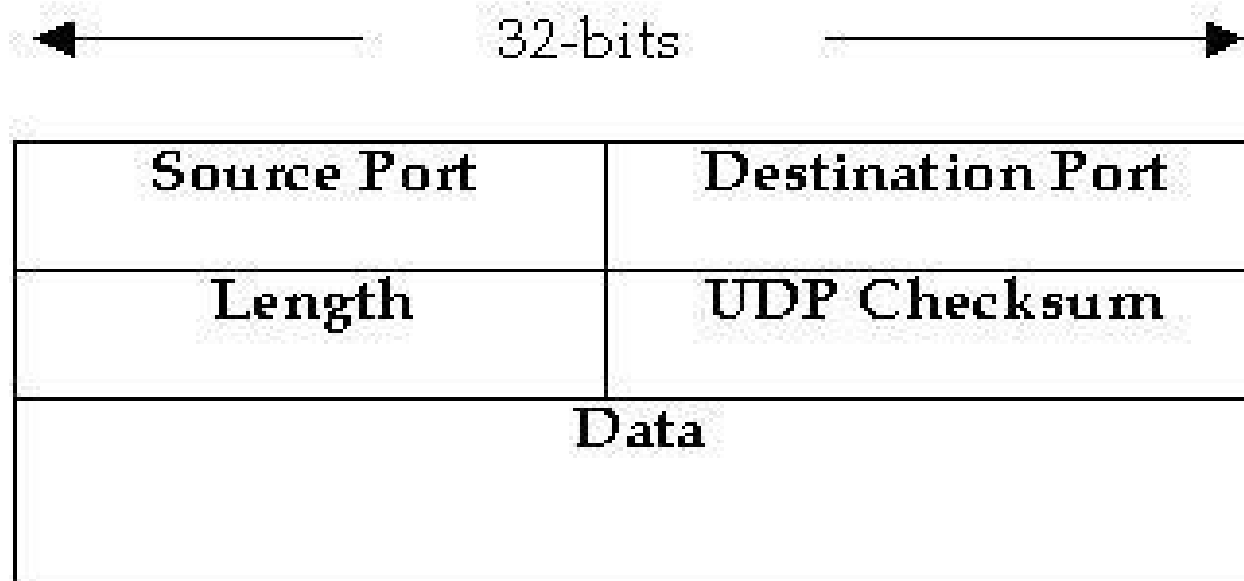 32-bits
Source Port
Destination Port
Length
UDP Checksum
Data